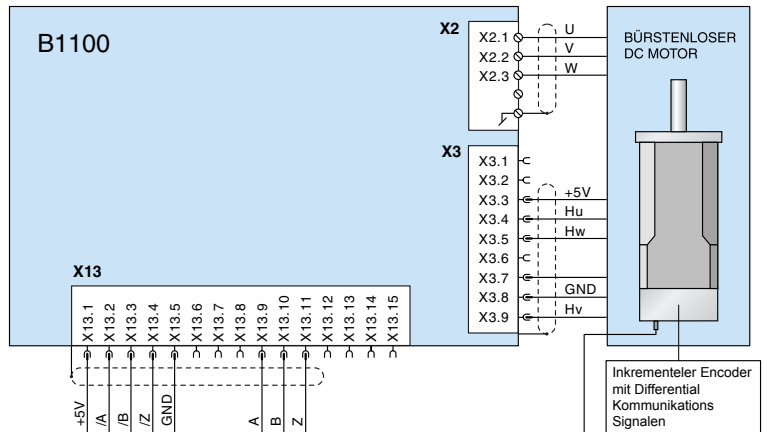 B1100
X2
X2.1
U
X2.2
V
X2.3
W
BÜRSTENLOSER
DC MOTOR
X3
X3.1
X3.2
X3.3
+5V
X3.4
Hu
X3.5
Hw
X3.6
X3.7
X3.8
GND
X3.9
Hv
X13
X13.1
X13.2
X13.3
X13.4
X13.5
X13.6
X13.7
X13.8
X13.9
X13.10
X13.11
X13.12
X13.13
X13.14
X13.15
+5V
/A
/B
/Z
GND
A
B
Z
Inkrementeler Encoder
mit Differential
Kommunikations
Signalen